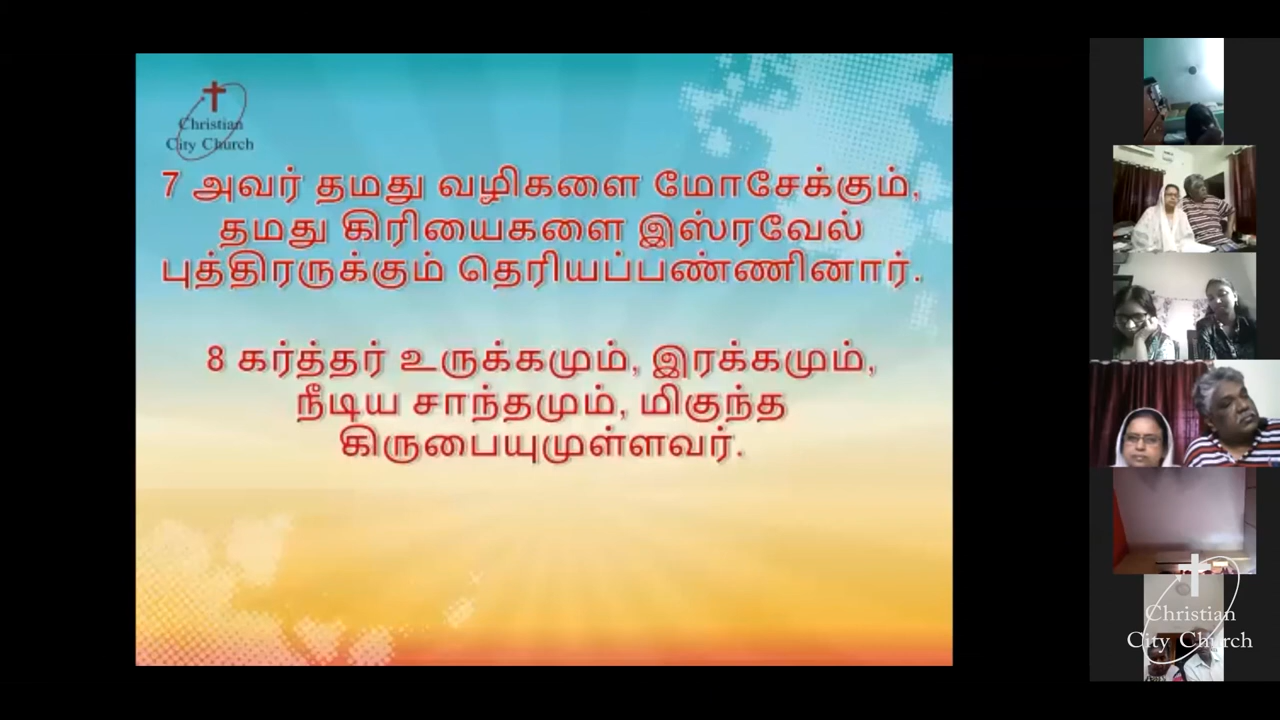 Christian
City Church
7 அவர் தமது வழிகளை மோசேக்கும்,
தமது கிரியைகளை இஸ்ரவேல்
புத்திரருக்கும் தெரியப்பண்ணினார்.
8 கர்த்தர் உருக்கமும், இரக்கமும்,
நீடிய சாந்தமும், மிகுந்த
கிருபையுமுள்ளவர்.
Christian
City Church